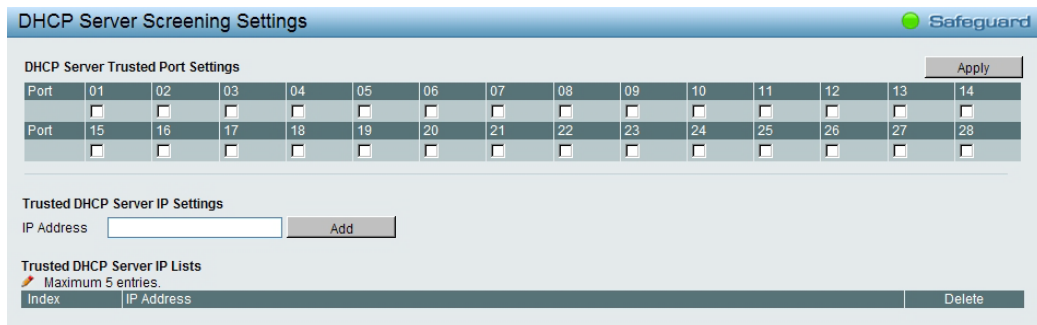 DHCP Server Screening Settings Safeguard
DHCP Server Trusted Port Settings Apply
Port 01 02 03 04 05 06 07 08 09 10 11 12 13 14
Port 15 16 17 18 19 20 21 22 23 24 25 26 27 28
Trusted DHCP Server IP Settings
IP Address Add
Trusted DHCP Server IP Lists
Maximum 5 entries.
Index IP Address Delete